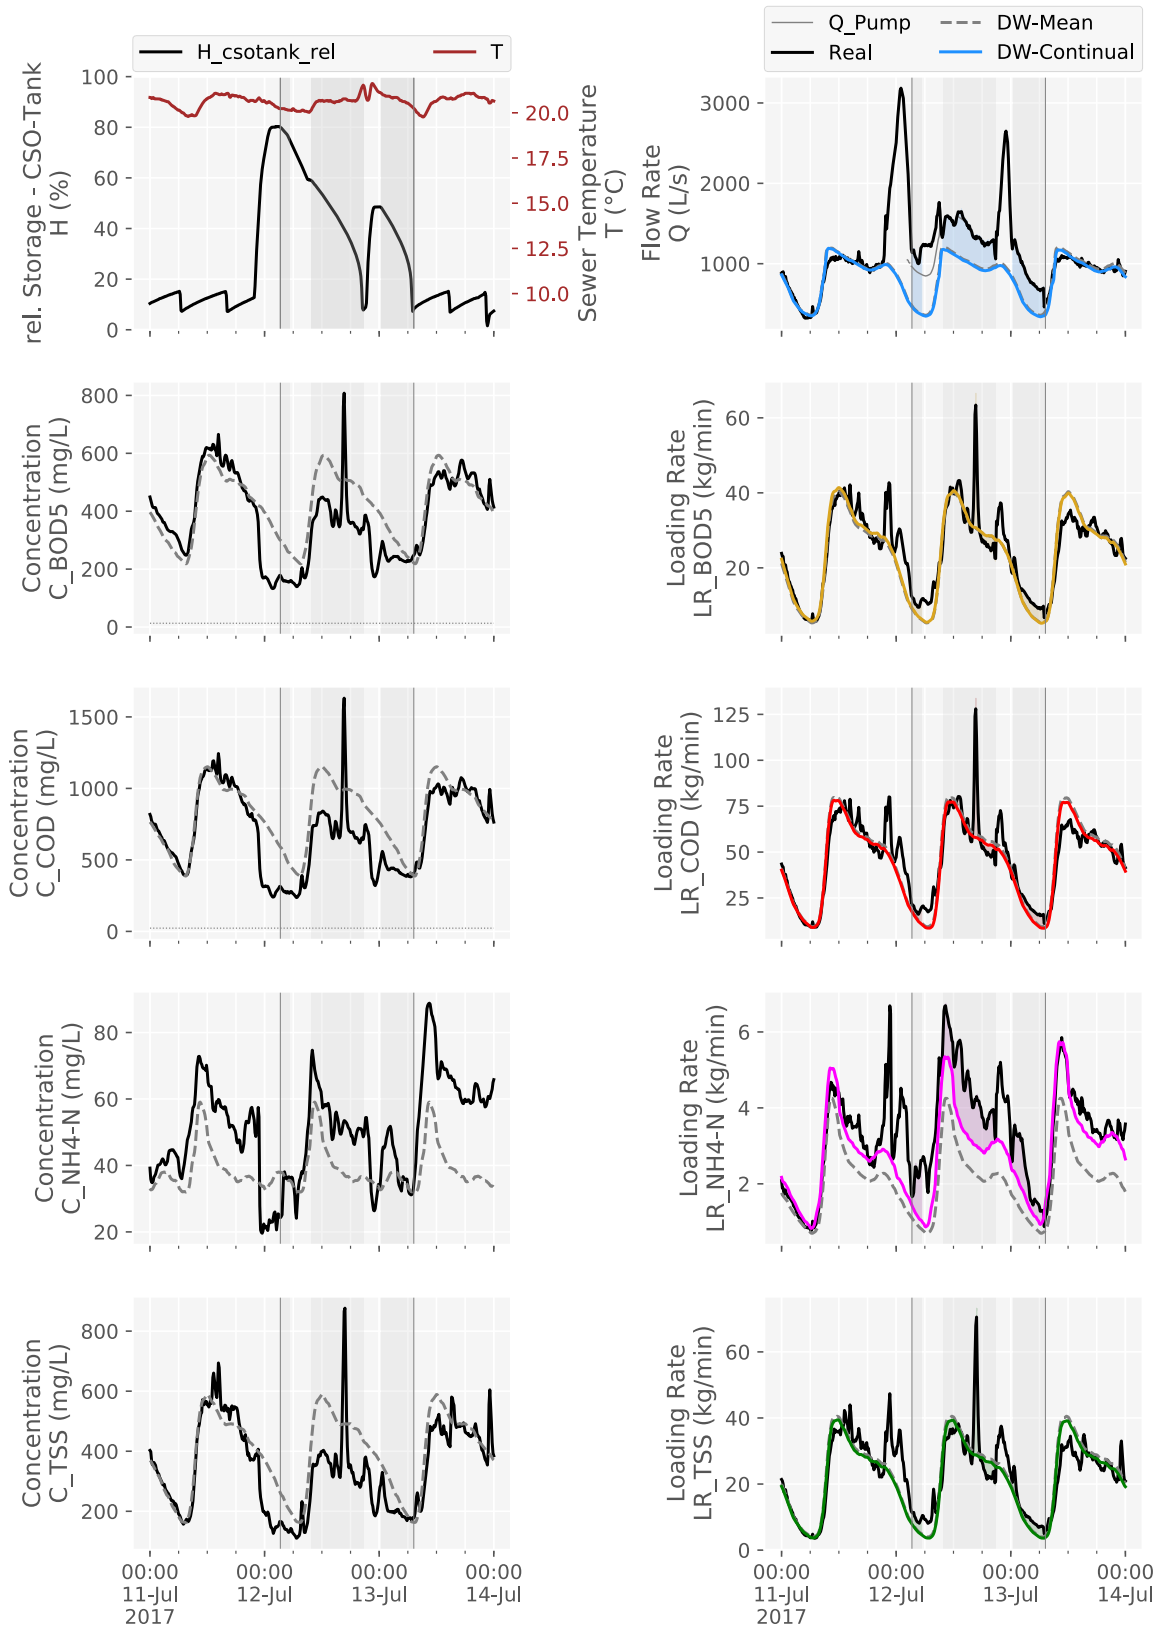 H_csotank_rel
T
Q_Pump
Real
DW-Mean
DW-Continual
rel. Storage - CSO-Tank
H (%)
100
80
60
40
20
0
20.0
17.5
15.0
12.5
10.0
Sewer Temperature
T (°C)
Flow Rate
Q (L/s)
3000
2000
1000
Concentration
C_BOD5 (mg/L)
800
600
400
200
0
Loading Rate
LR_BOD5 (kg/min)
60
40
20
Concentration
C_COD (mg/L)
1500
1000
500
0
Loading Rate
LR_COD (kg/min)
125
100
75
50
25
Concentration
C_NH4-N (mg/L)
80
60
40
20
Loading Rate
LR_NH4-N (kg/min)
6
4
2
Concentration
C_TSS (mg/L)
800
600
400
200
Loading Rate
LR_TSS (kg/min)
60
40
20
0
00:00 00:00 00:00 00:00
11-Jul 12-Jul 13-Jul 14-Jul
2017
00:00 00:00 00:00 00:00
11-Jul 12-Jul 13-Jul 14-Jul
2017